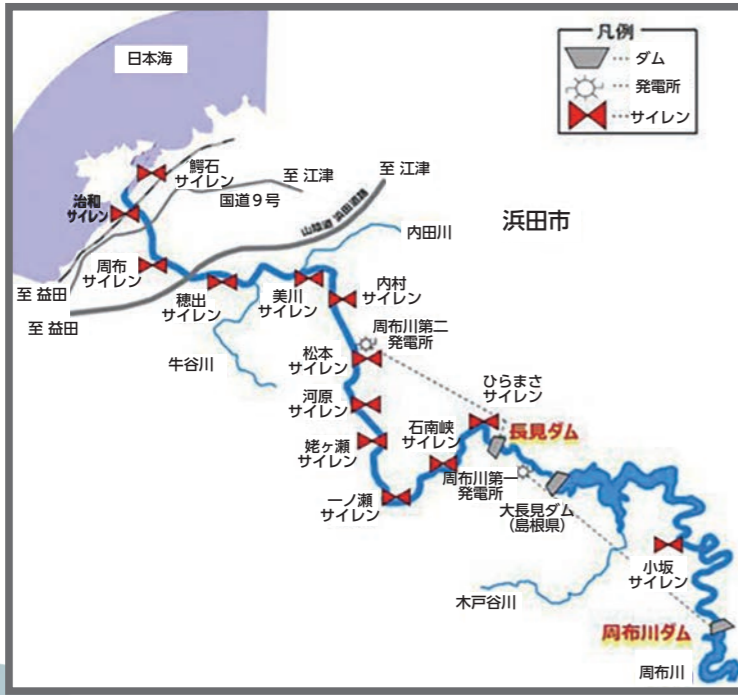 日本海
凡例
ダム
発電所
サイレン
鰐石
サイレン
至 江津
至 江津
国道9号
山陰道 浜田道路
治和
サイレン
浜田市
内田川
周布
サイレン
穂出
サイレン
美川
サイレン
内村
サイレン
至 益田
至 益田
周布川第二
発電所
牛谷川
松本
サイレン
ひらまさ
サイレン
河原
サイレン
石南峡
サイレン
長見ダム
姥ヶ瀬
サイレン
周布川第一
発電所
一ノ瀬
サイレン
大長見ダム
(島根県)
小坂
サイレン
木戸谷川
周布川ダム
周布川